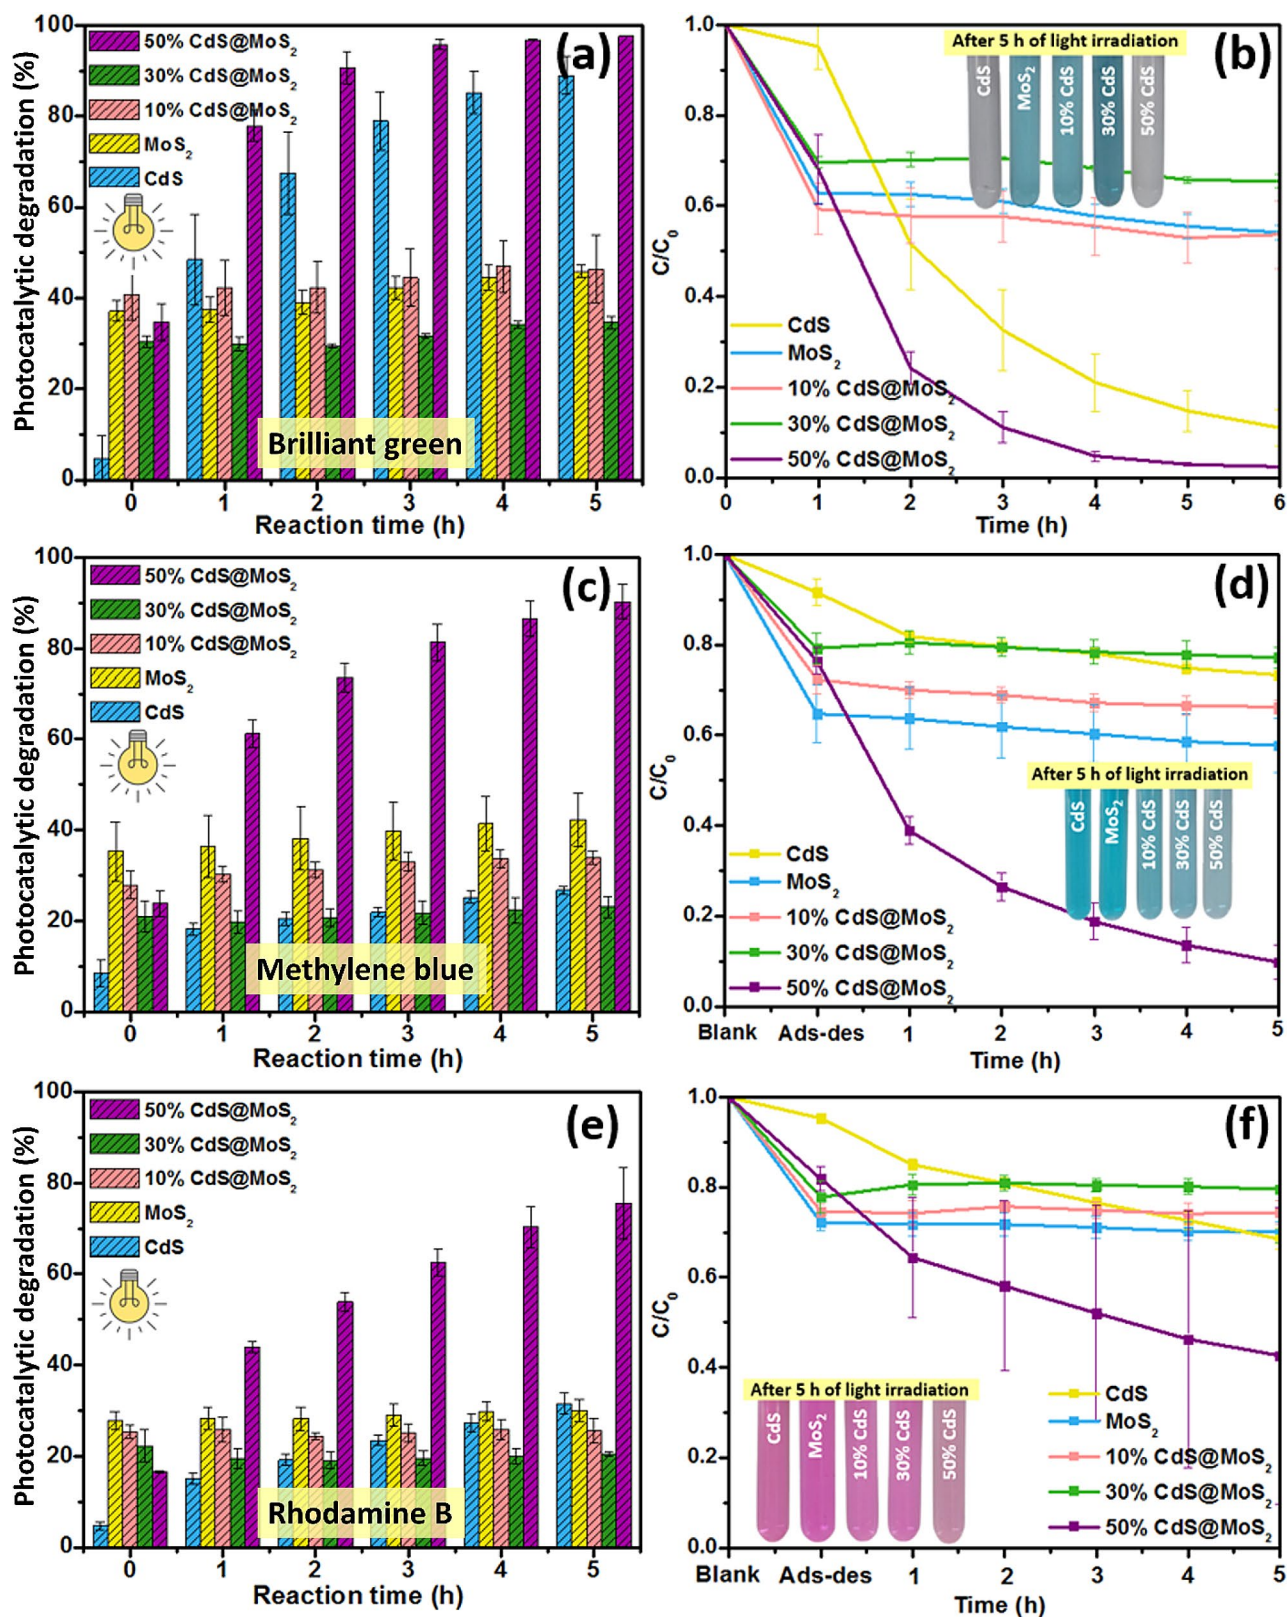 (a)
Photocatalytic degradation (%)
100
80
60
40
20
0
50% CdS@MoS₂
30% CdS@MoS₂
10% CdS@MoS₂
MoS₂
CdS
Brilliant green
0 1 2 3 4 5
Reaction time (h)
(b)
C/C₀
1.0
0.8
0.6
0.4
0.2
0.0
After 5 h of light irradiation
CdS
MoS₂
10% CdS
30% CdS
50% CdS
CdS
MoS₂
10% CdS@MoS₂
30% CdS@MoS₂
50% CdS@MoS₂
0 1 2 3 4 5 6
Time (h)
(c)
Photocatalytic degradation (%)
100
80
60
40
20
0
50% CdS@MoS₂
30% CdS@MoS₂
10% CdS@MoS₂
MoS₂
CdS
Methylene blue
0 1 2 3 4 5
Reaction time (h)
(d)
C/C₀
1.0
0.8
0.6
0.4
0.2
0.0
After 5 h of light irradiation
CdS
MoS₂
10% CdS
30% CdS
50% CdS
CdS
MoS₂
10% CdS@MoS₂
30% CdS@MoS₂
50% CdS@MoS₂
Blank Ads-des 1 2 3 4 5
Time (h)
(e)
Photocatalytic degradation (%)
100
80
60
40
20
0
50% CdS@MoS₂
30% CdS@MoS₂
10% CdS@MoS₂
MoS₂
CdS
Rhodamine B
0 1 2 3 4 5
Reaction time (h)
(f)
C/C₀
1.0
0.8
0.6
0.4
0.2
0.0
After 5 h of light irradiation
CdS
MoS₂
10% CdS
30% CdS
50% CdS
CdS
MoS₂
10% CdS@MoS₂
30% CdS@MoS₂
50% CdS@MoS₂
Blank Ads-des 1 2 3 4 5
Time (h)